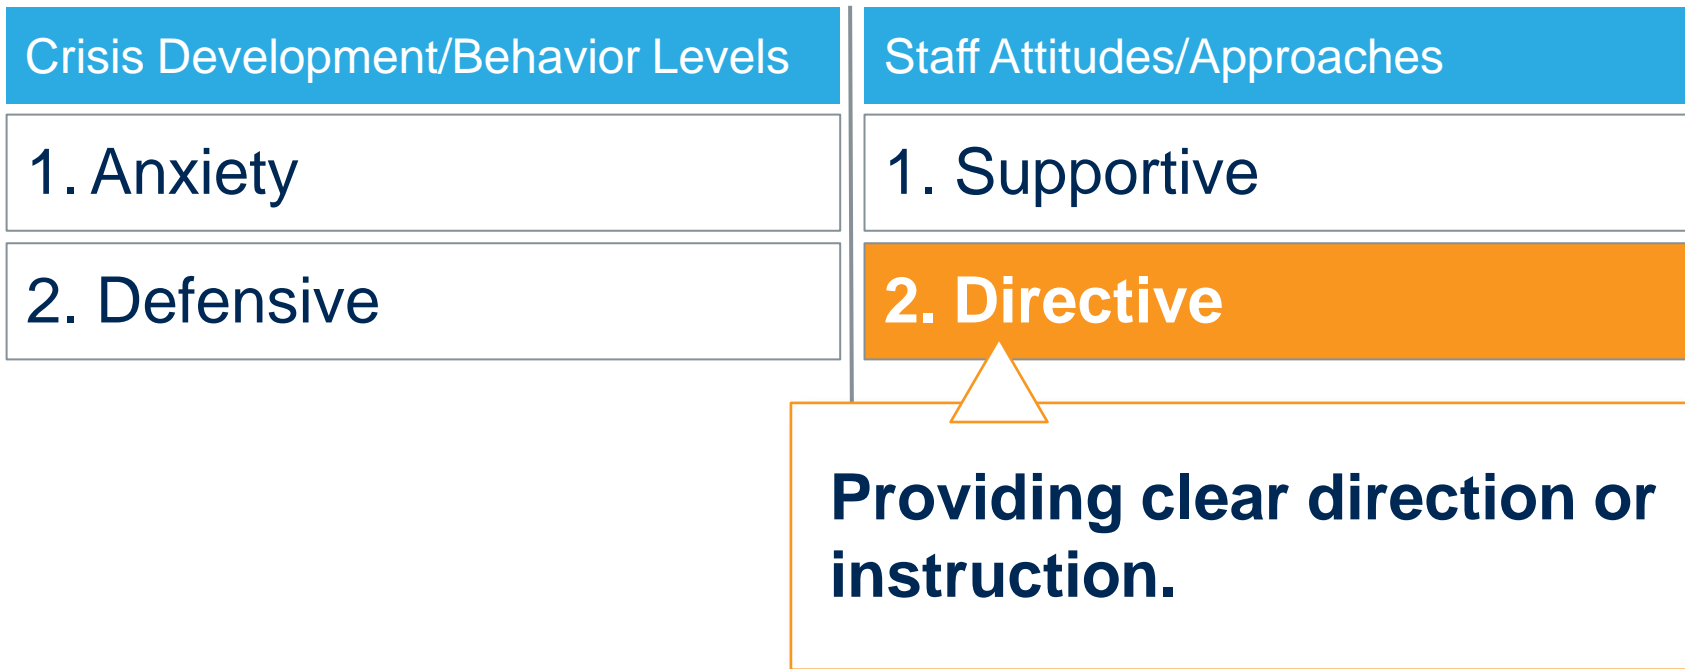 Crisis Development/Behavior Levels
Staff Attitudes/Approaches
1. Anxiety
1. Supportive
2. Defensive
2. Directive
Providing clear direction or
instruction.